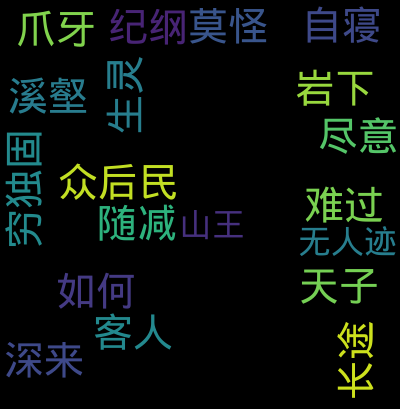 爪牙
纪纲
莫怪
自寝
溪壑
生灵
岩下
尽意
穷独固
众后民
随减
山王
难过
无人迹
天子
如何
客人
深来
长途